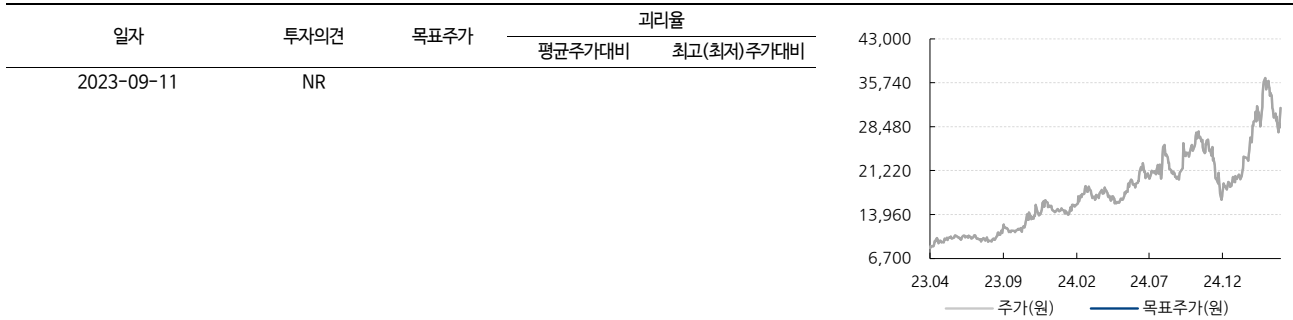 일자 투자의견 목표주가 괴리율
평균주가대비 최고(최저)주가대비
2023-09-11 NR
43,000
35,740
28,480
21,220
13,960
6,700
23.04 23.09 24.02 24.07 24.12
주가(원) 목표주가(원)